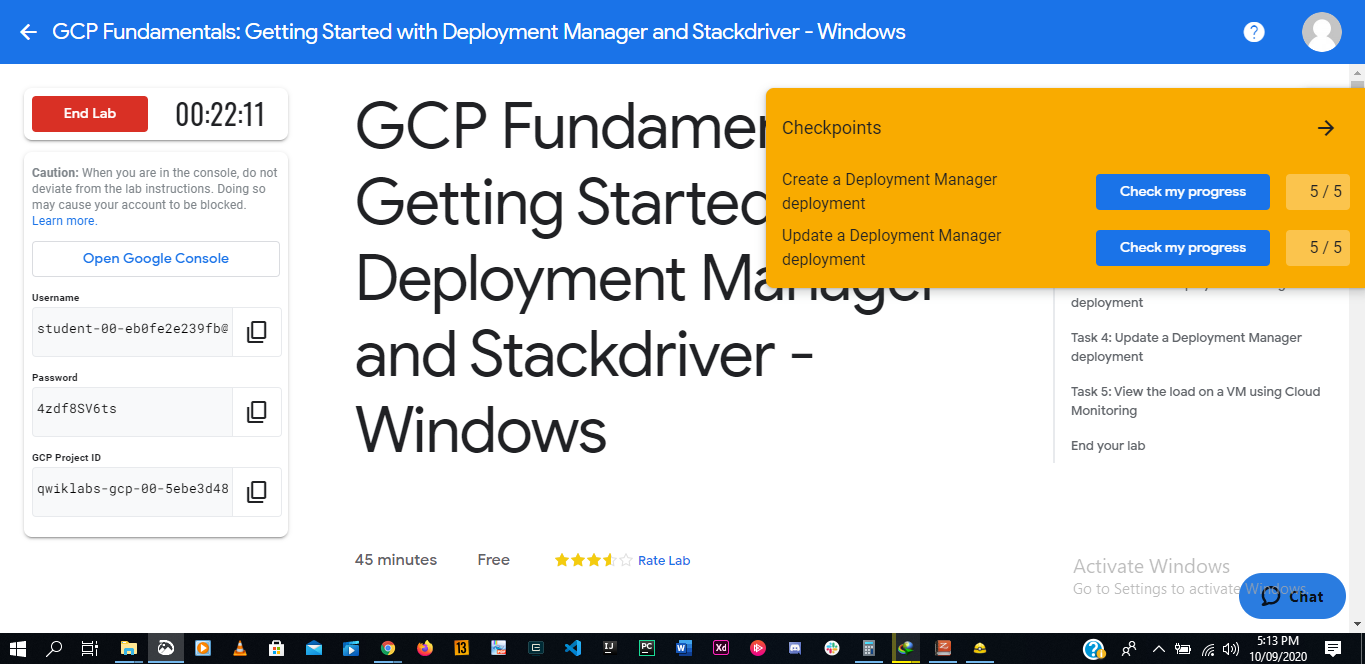 GCP Fundamentals: Getting Started with Deployment Manager and Stackdriver - Windows
?
End Lab
00:22:11
Caution: When you are in the console, do not
deviate from the lab instructions. Doing so
may cause your account to be blocked.
Learn more.
Open Google Console
Username
student-00-eb0fe2e239fb@
Password
4zdf8SV6ts
GCP Project ID
qwiklabs-gcp-00-5ebe3d48
GCP Fundamen
Getting Started
Deployment Manager
and Stackdriver -
Windows
45 minutes
Free
Rate Lab
Checkpoints
Create a Deployment Manager
deployment
Check my progress
5 / 5
Update a Deployment Manager
deployment
Check my progress
5 / 5
deployment
Task 4: Update a Deployment Manager
deployment
Task 5: View the load on a VM using Cloud
Monitoring
End your lab
Activate Windows
Go to Settings to activate Windows.
Chat
13
IJ
PC
W
Xd
5:13 PM
10/09/2020